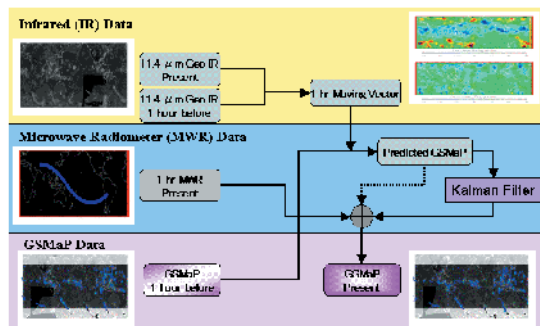 Infrared (IR) Data
11.4 μm Geo IR
Present
11.4 μm Geo IR
1 hour before
1 hr Moving Vector
Microwave Radiometer (MWR) Data
Predicted GSMaP
1 hr MWR
Present
Kalman Filter
GSMaP Data
GSMaP
1 hour before
GSMaP
Present